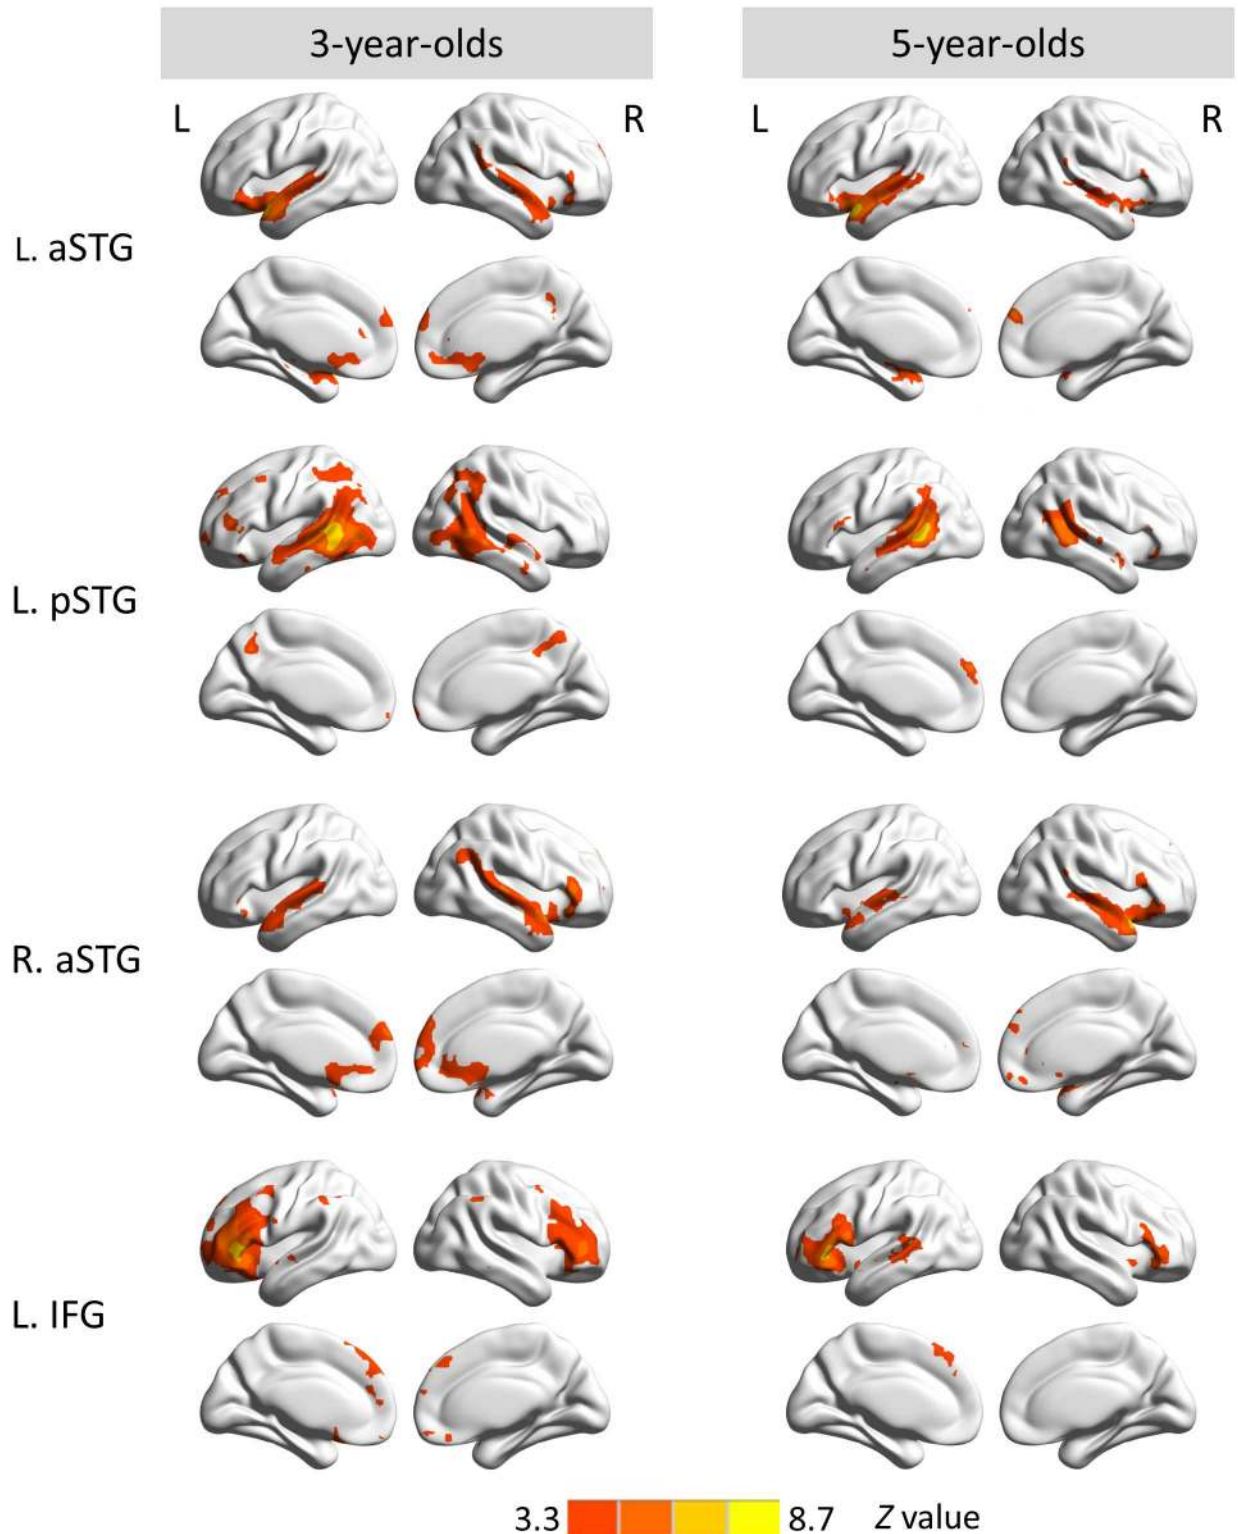 3-year-olds 5-year-olds
L R L R
L. aSTG
L. pSTG
R. aSTG
L. IFG
3.3 8.7 Z value